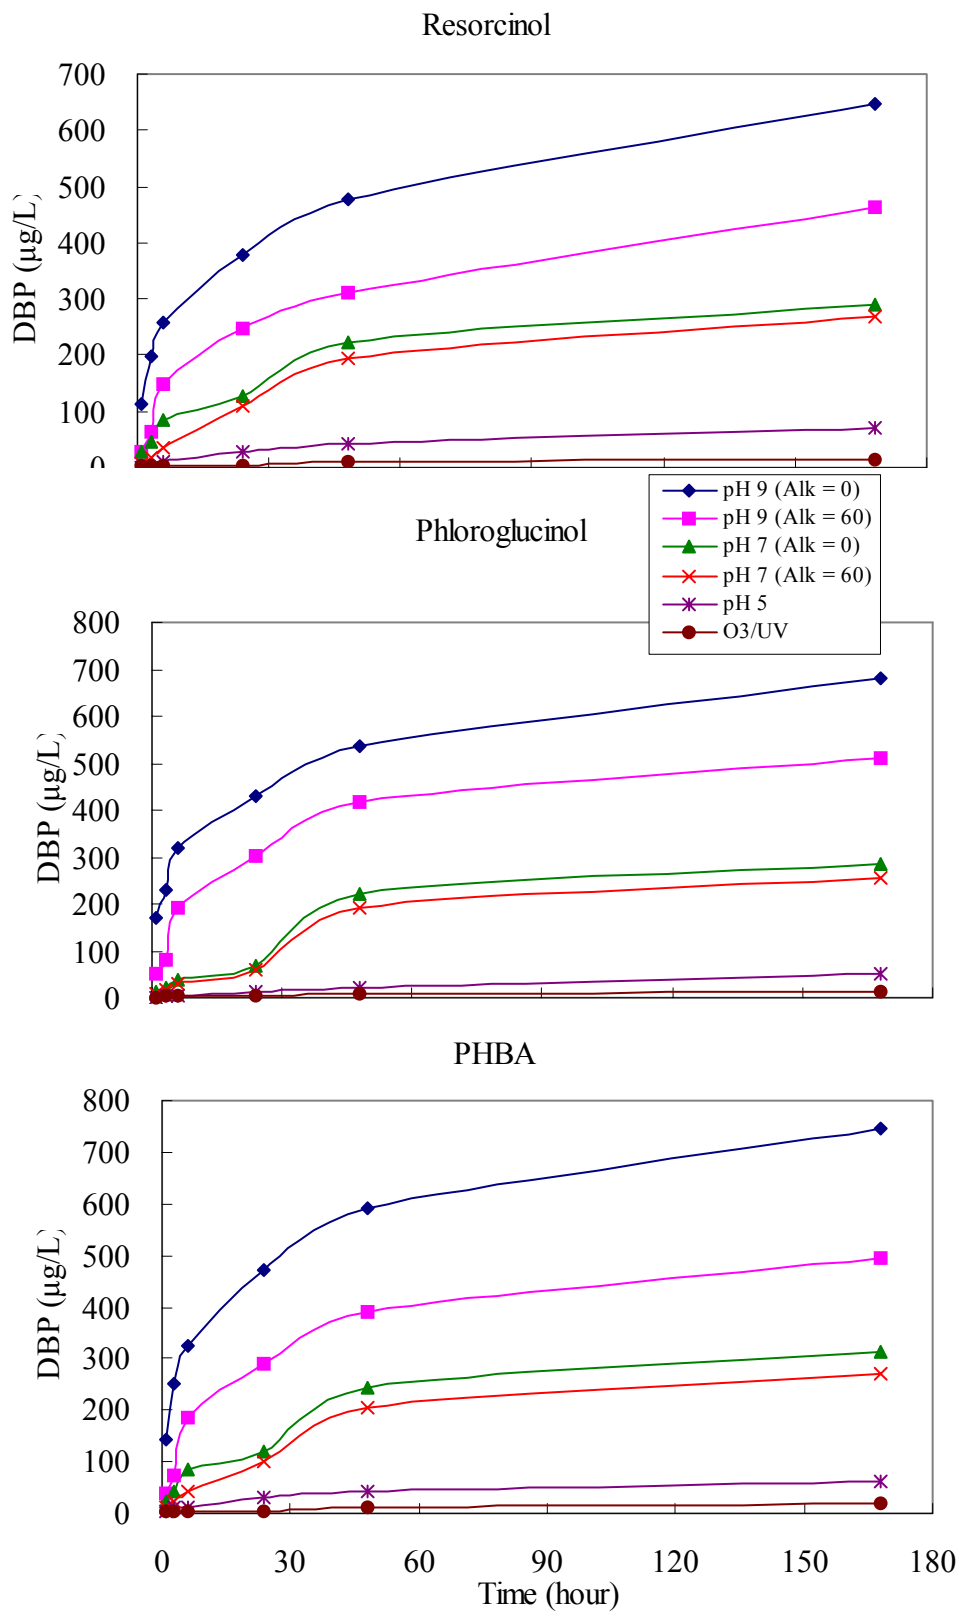 Resorcinol
700
600
500
400
300
200
100
0
DBP (µg/L)
pH 9 (Alk = 0)
pH 9 (Alk = 60)
pH 7 (Alk = 0)
pH 7 (Alk = 60)
pH 5
O3/UV
Phloroglucinol
800
700
600
500
400
300
200
100
0
DBP (µg/L)
PHBA
800
700
600
500
400
300
200
100
0
DBP (µg/L)
0 30 60 90 120 150 180
Time (hour)